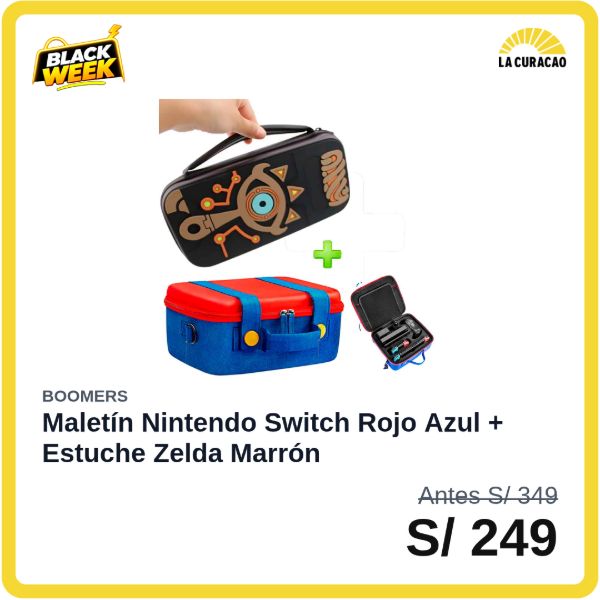 BLACK
WEEK
LA CURACAO
BOOMERS
Maletín Nintendo Switch Rojo Azul +
Estuche Zelda Marrón
Antes S/ 349
S/ 249